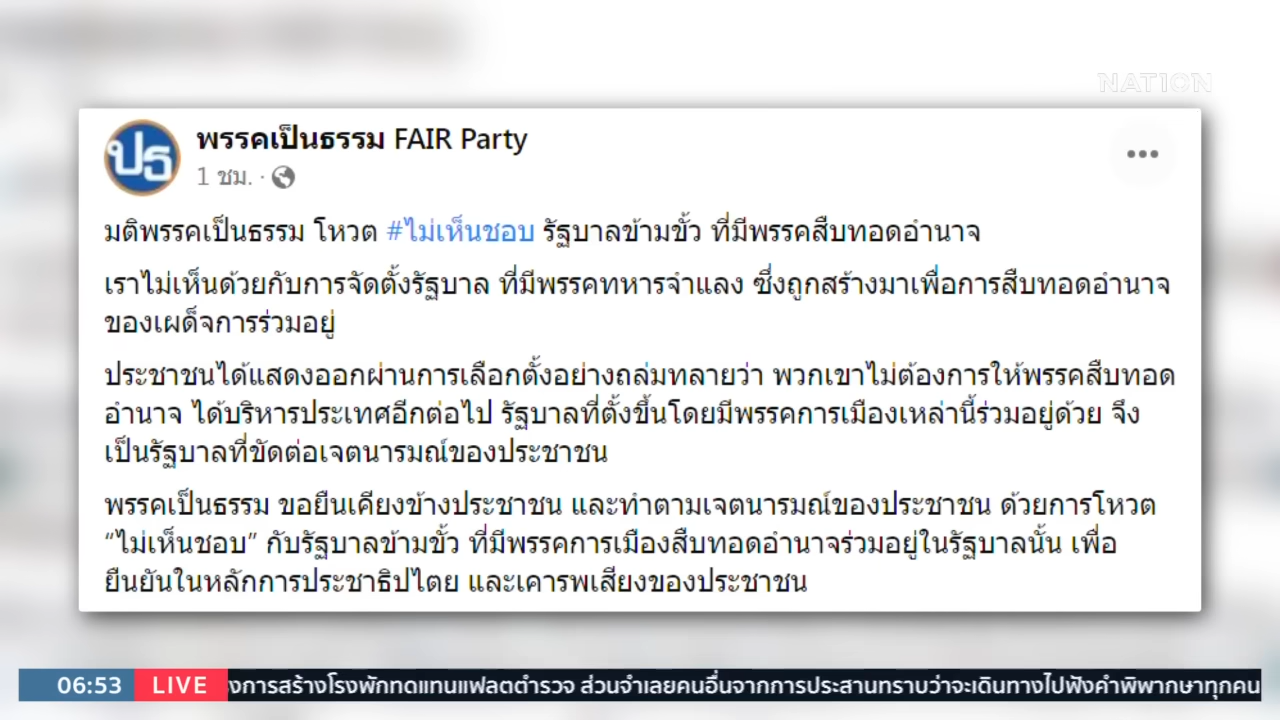 NATION
ปธ
พรรคเป็นธรรม FAIR Party
1 ชม. ·
มติพรรคเป็นธรรม โหวต #ไม่เห็นชอบ รัฐบาลข้ามขั้ว ที่มีพรรคสืบทอดอำนาจ
เราไม่เห็นด้วยกับการจัดตั้งรัฐบาล ที่มีพรรคทหารจำแลง ซึ่งถูกสร้างมาเพื่อการสืบทอดอำนาจ
ของเผด็จการร่วมอยู่
ประชาชนได้แสดงออกผ่านการเลือกตั้งอย่างถล่มทลายว่า พวกเขาไม่ต้องการให้พรรคสืบทอด
อำนาจ ได้บริหารประเทศอีกต่อไป รัฐบาลที่ตั้งขึ้นโดยมีพรรคการเมืองเหล่านี้ร่วมอยู่ด้วย จึง
เป็นรัฐบาลที่ขัดต่อเจตนารมณ์ของประชาชน
พรรคเป็นธรรม ขอยืนเคียงข้างประชาชน และทำตามเจตนารมณ์ของประชาชน ด้วยการโหวต
“ไม่เห็นชอบ” กับรัฐบาลข้ามขั้ว ที่มีพรรคการเมืองสืบทอดอำนาจร่วมอยู่ในรัฐบาลนั้น เพื่อ
ยืนยันในหลักการประชาธิปไตย และเคารพเสียงของประชาชน
06:53 LIVE งการสร้างโรงพักทดแทนแฟลตตำรวจ ส่วนจำเลยคนอื่นจากการประสานทราบว่าจะเดินทางไปฟังคำพิพากษาทุกคน